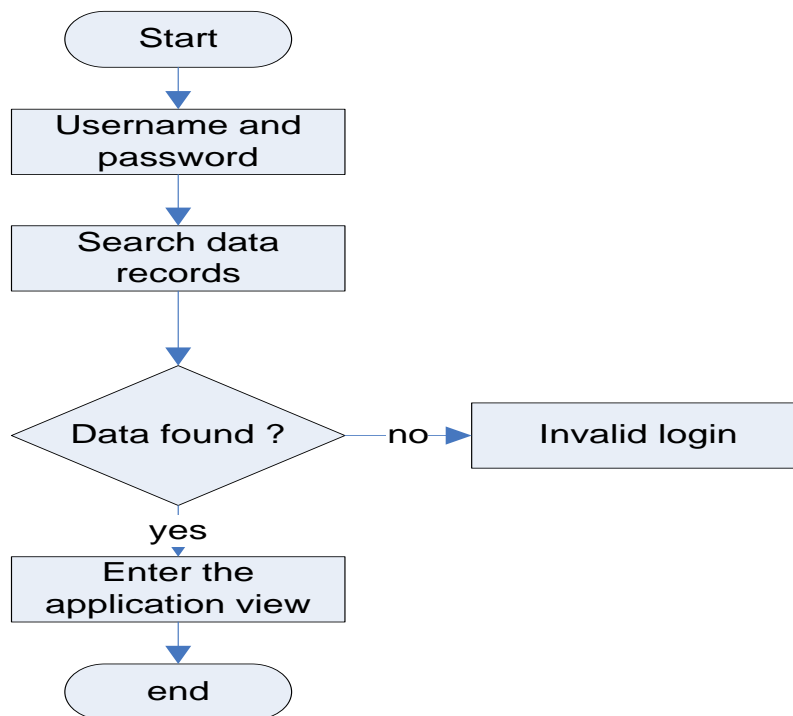 Start
Username and
password
Search data
records
Data found ?
no
Invalid login
yes
Enter the
application view
end